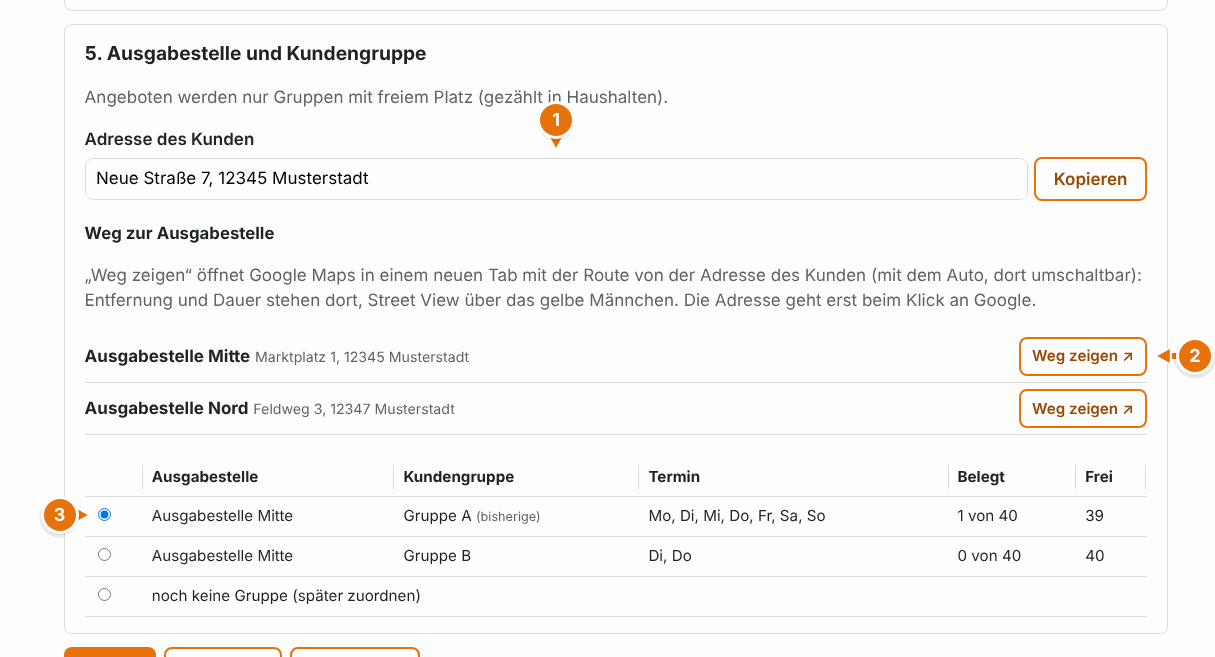 5. Ausgabestelle und Kundengruppe
Angeboten werden nur Gruppen mit freiem Platz (gezählt in Haushalten).
1
Adresse des Kunden
Neue Straße 7, 12345 Musterstadt
Kopieren
Weg zur Ausgabestelle
„Weg zeigen“ öffnet Google Maps in einem neuen Tab mit der Route von der Adresse des Kunden (mit dem Auto, dort umschaltbar):
Entfernung und Dauer stehen dort, Street View über das gelbe Männchen. Die Adresse geht erst beim Klick an Google.
Ausgabestelle Mitte Marktplatz 1, 12345 Musterstadt
Weg zeigen ↗
2
Ausgabestelle Nord Feldweg 3, 12347 Musterstadt
Weg zeigen ↗
Ausgabestelle Kundengruppe Termin Belegt Frei
3
Ausgabestelle Mitte Gruppe A (bisherige) Mo, Di, Mi, Do, Fr, Sa, So 1 von 40 39
Ausgabestelle Mitte Gruppe B Di, Do 0 von 40 40
noch keine Gruppe (später zuordnen)